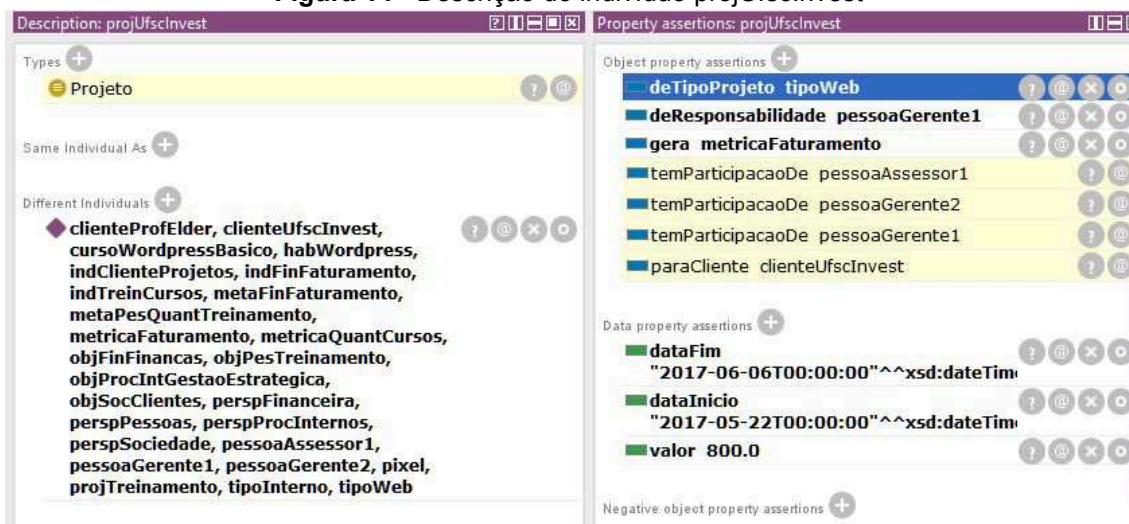 Description: projUfscInvest
Types
Projeto
Same Individual As
Different Individuals
clienteProfElder, clienteUfscInvest,
cursoWordpressBasico, habWordpress,
indClienteProjetos, indFinFaturamento,
indTreinCursos, metaFinFaturamento,
metaPesQuantTreinamento,
metricaFaturamento, metricaQuantCursos,
objFinFinancas, objPesTreinamento,
objProcIntGestaoEstrategica,
objSocClientes, perspFinanceira,
perspPessoas, perspProcInternos,
perspSociedade, pessoaAssessor1,
pessoaGerente1, pessoaGerente2, pixel,
projTreinamento, tipoInterno, tipoWeb
Property assertions: projUfscInvest
Object property assertions
deTipoProjeto tipoWeb
deResponsabilidade pessoaGerente1
gera metricaFaturamento
temParticipacaoDe pessoaAssessor1
temParticipacaoDe pessoaGerente2
temParticipacaoDe pessoaGerente1
paraCliente clienteUfscInvest
Data property assertions
dataFim
"2017-06-06T00:00:00"^^xsd:dateTim
dataInicio
"2017-05-22T00:00:00"^^xsd:dateTim
valor 800.0
Negative object property assertions